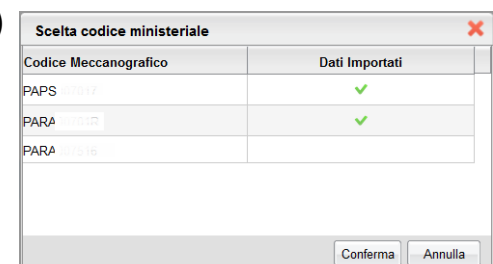 )
Scelta codice ministeriale
Codice Meccanografico Dati Importati
PAPS
PARA
PARA
Conferma Annulla